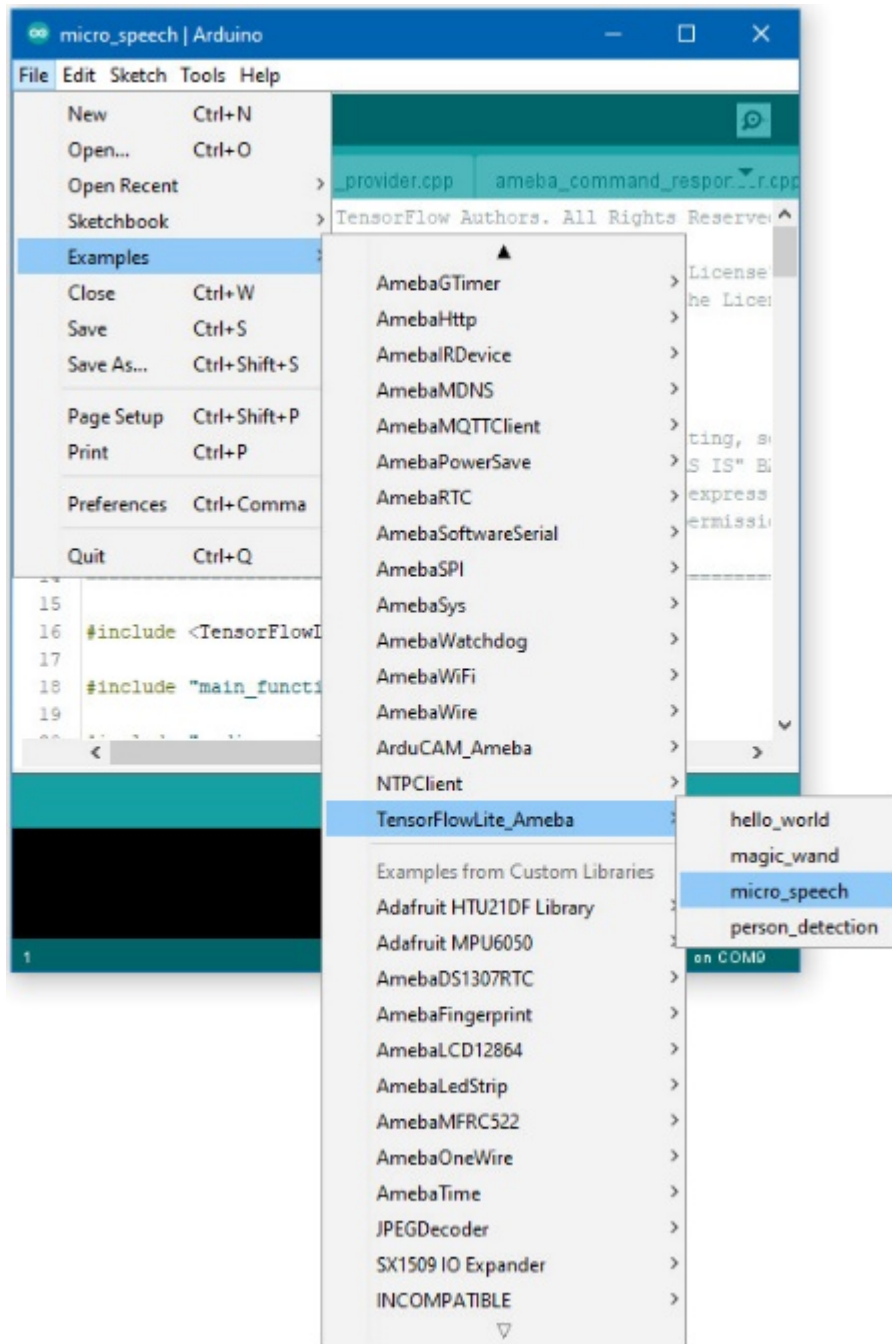 micro_speech | Arduino
File Edit Sketch Tools Help
New Ctrl+N
Open... Ctrl+O
Open Recent
Sketchbook
Examples
Close Ctrl+W
Save Ctrl+S
Save As... Ctrl+Shift+S
Page Setup Ctrl+Shift+P
Print Ctrl+P
Preferences Ctrl+Comma
Quit Ctrl+Q
_provider.cpp ameba_command_respon r.cpp
TensorFlow Authors. All Rights Reserve
License
he Lice
ting, s
S IS" B
express
ermissi
==========
15
16 #include <TensorFlowL
17
18 #include "main_functi
19
AmebaGTimer
AmebaHttp
AmebaIRDevice
AmebaMDNS
AmebaMQTTClient
AmebaPowerSave
AmebaRTC
AmebaSoftwareSerial
AmebaSPI
AmebaSys
AmebaWatchdog
AmebaWiFi
AmebaWire
ArduCAM_Ameba
NTPClient
TensorFlowLite_Ameba
Examples from Custom Libraries
Adafruit HTU21DF Library
Adafruit MPU6050
AmebaDS1307RTC
AmebaFingerprint
AmebaLCD12864
AmebaLedStrip
AmebaMFRC522
AmebaOneWire
AmebaTime
JPEGDecoder
SX1509 IO Expander
INCOMPATIBLE
hello_world
magic_wand
micro_speech
person_detection
1 on COM9